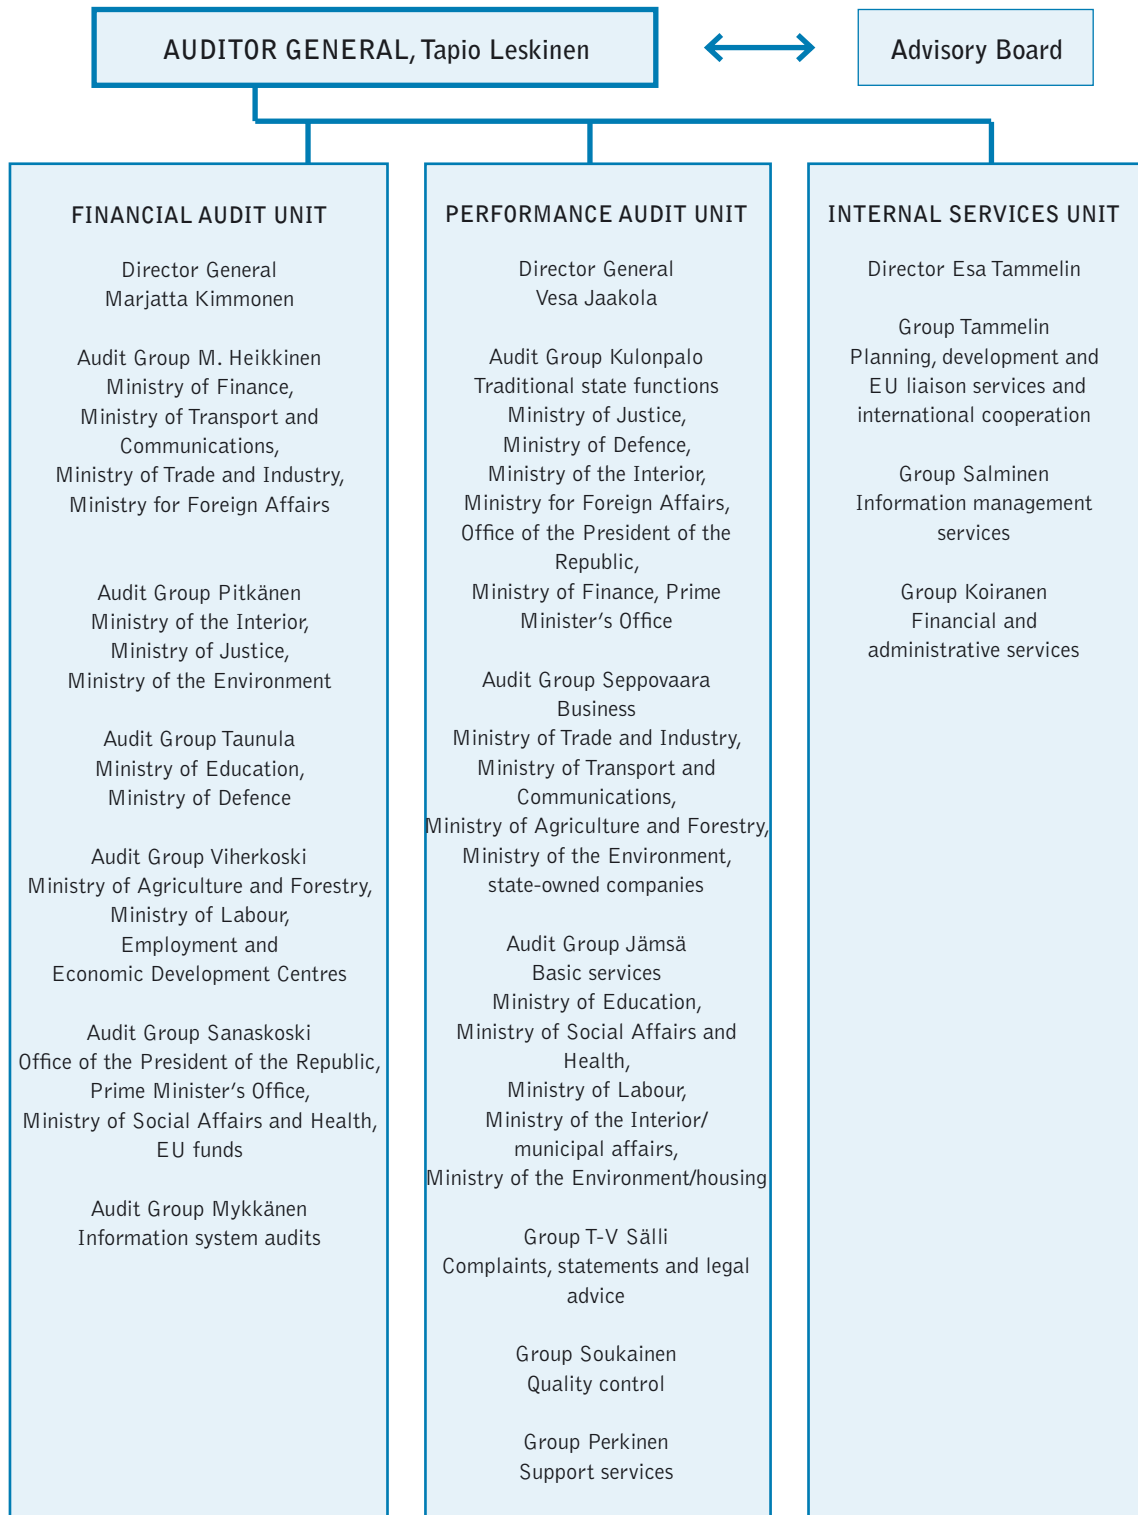 AUDITOR GENERAL, Tapio Leskinen
Advisory Board
FINANCIAL AUDIT UNIT
Director General
Marjatta Kimmonen
Audit Group M. Heikkinen
Ministry of Finance,
Ministry of Transport and
Communications,
Ministry of Trade and Industry,
Ministry for Foreign Affairs
Audit Group Pitkänen
Ministry of the Interior,
Ministry of Justice,
Ministry of the Environment
Audit Group Taunula
Ministry of Education,
Ministry of Defence
Audit Group Viherkoski
Ministry of Agriculture and Forestry,
Ministry of Labour,
Employment and
Economic Development Centres
Audit Group Sanaskoski
Office of the President of the Republic,
Prime Minister’s Office,
Ministry of Social Affairs and Health,
EU funds
Audit Group Mykkänen
Information system audits
PERFORMANCE AUDIT UNIT
Director General
Vesa Jaakola
Audit Group Kulonpalo
Traditional state functions
Ministry of Justice,
Ministry of Defence,
Ministry of the Interior,
Ministry for Foreign Affairs,
Office of the President of the
Republic,
Ministry of Finance, Prime
Minister’s Office
Audit Group Seppovaara
Business
Ministry of Trade and Industry,
Ministry of Transport and
Communications,
Ministry of Agriculture and Forestry,
Ministry of the Environment,
state-owned companies
Audit Group Jämsä
Basic services
Ministry of Education,
Ministry of Social Affairs and
Health,
Ministry of Labour,
Ministry of the Interior/
municipal affairs,
Ministry of the Environment/housing
Group T-V Sälli
Complaints, statements and legal
advice
Group Soukainen
Quality control
Group Perkinen
Support services
INTERNAL SERVICES UNIT
Director Esa Tammelin
Group Tammelin
Planning, development and
EU liaison services and
international cooperation
Group Salminen
Information management
services
Group Koiranen
Financial and
administrative services